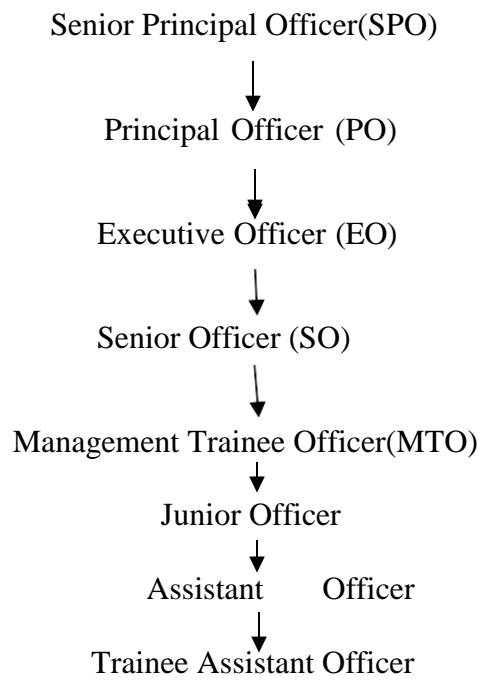 Senior Principal Officer(SPO)
Principal Officer (PO)
Executive Officer (EO)
Senior Officer (SO)
Management Trainee Officer(MTO)
Junior Officer
Assistant Officer
Trainee Assistant Officer